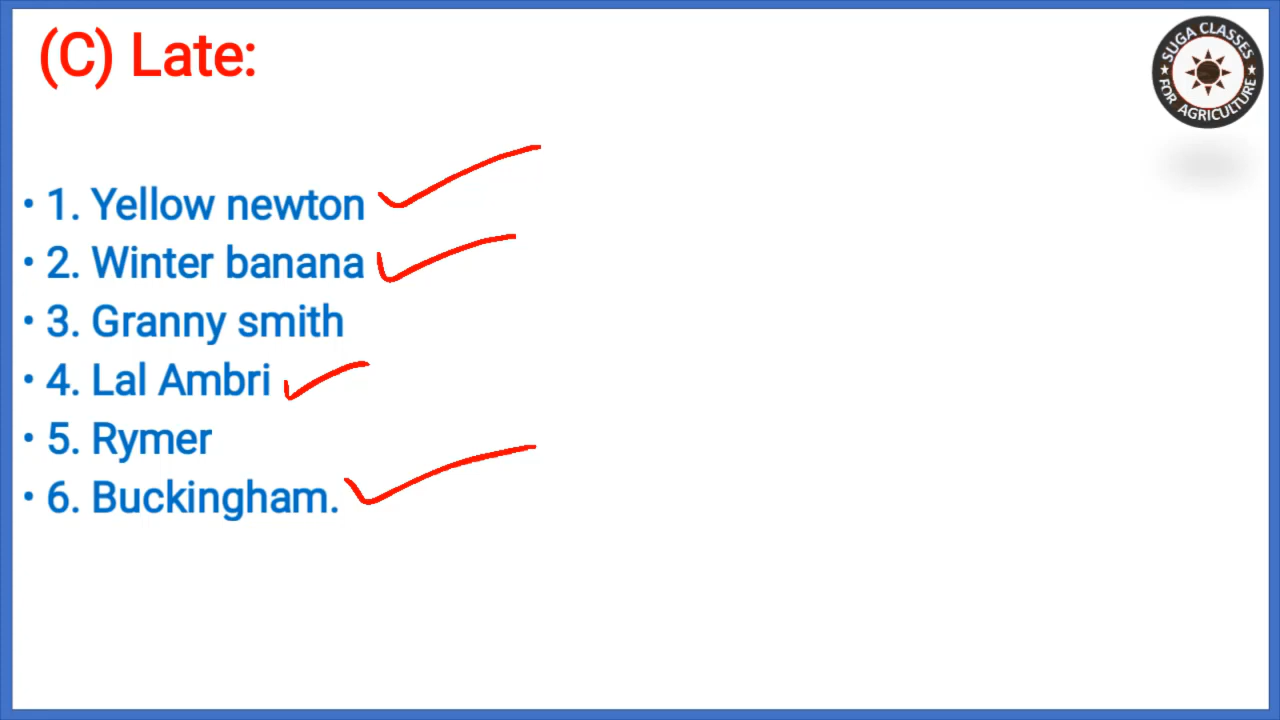 (C) Late:
SUGA CLASSES
FOR AGRICULTURE
• 1. Yellow newton
• 2. Winter banana
• 3. Granny smith
• 4. Lal Ambri
• 5. Rymer
• 6. Buckingham.